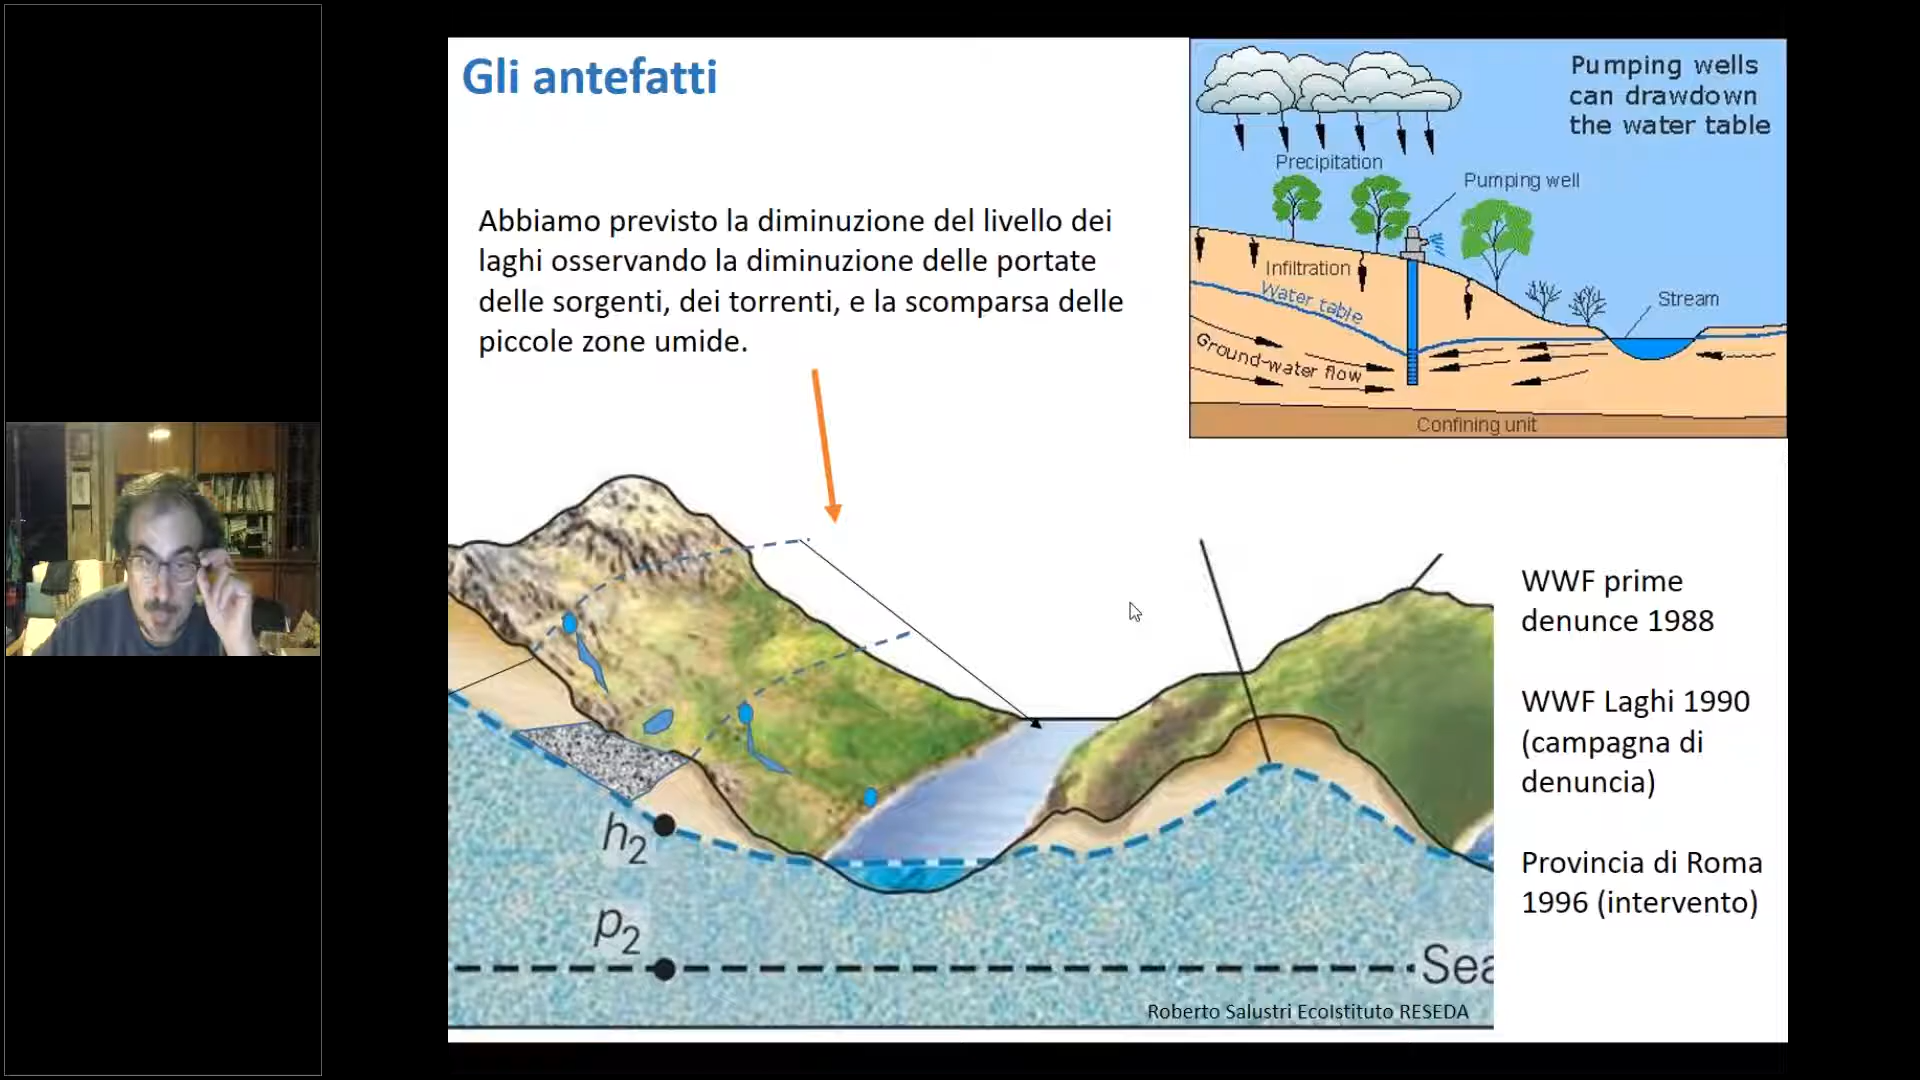 Gli antefatti
Abbiamo previsto la diminuzione del livello dei
laghi osservando la diminuzione delle portate
delle sorgenti, dei torrenti, e la scomparsa delle
piccole zone umide.
Pumping wells
can drawdown
the water table
Precipitation
Pumping well
Infiltration
Water table
Stream
Ground-water flow
Confining unit
WWF prime
denunce 1988
WWF Laghi 1990
(campagna di
denuncia)
Provincia di Roma
1996 (intervento)
h2
p2
Sea
Roberto Salustri EcoIstituto RESEDA